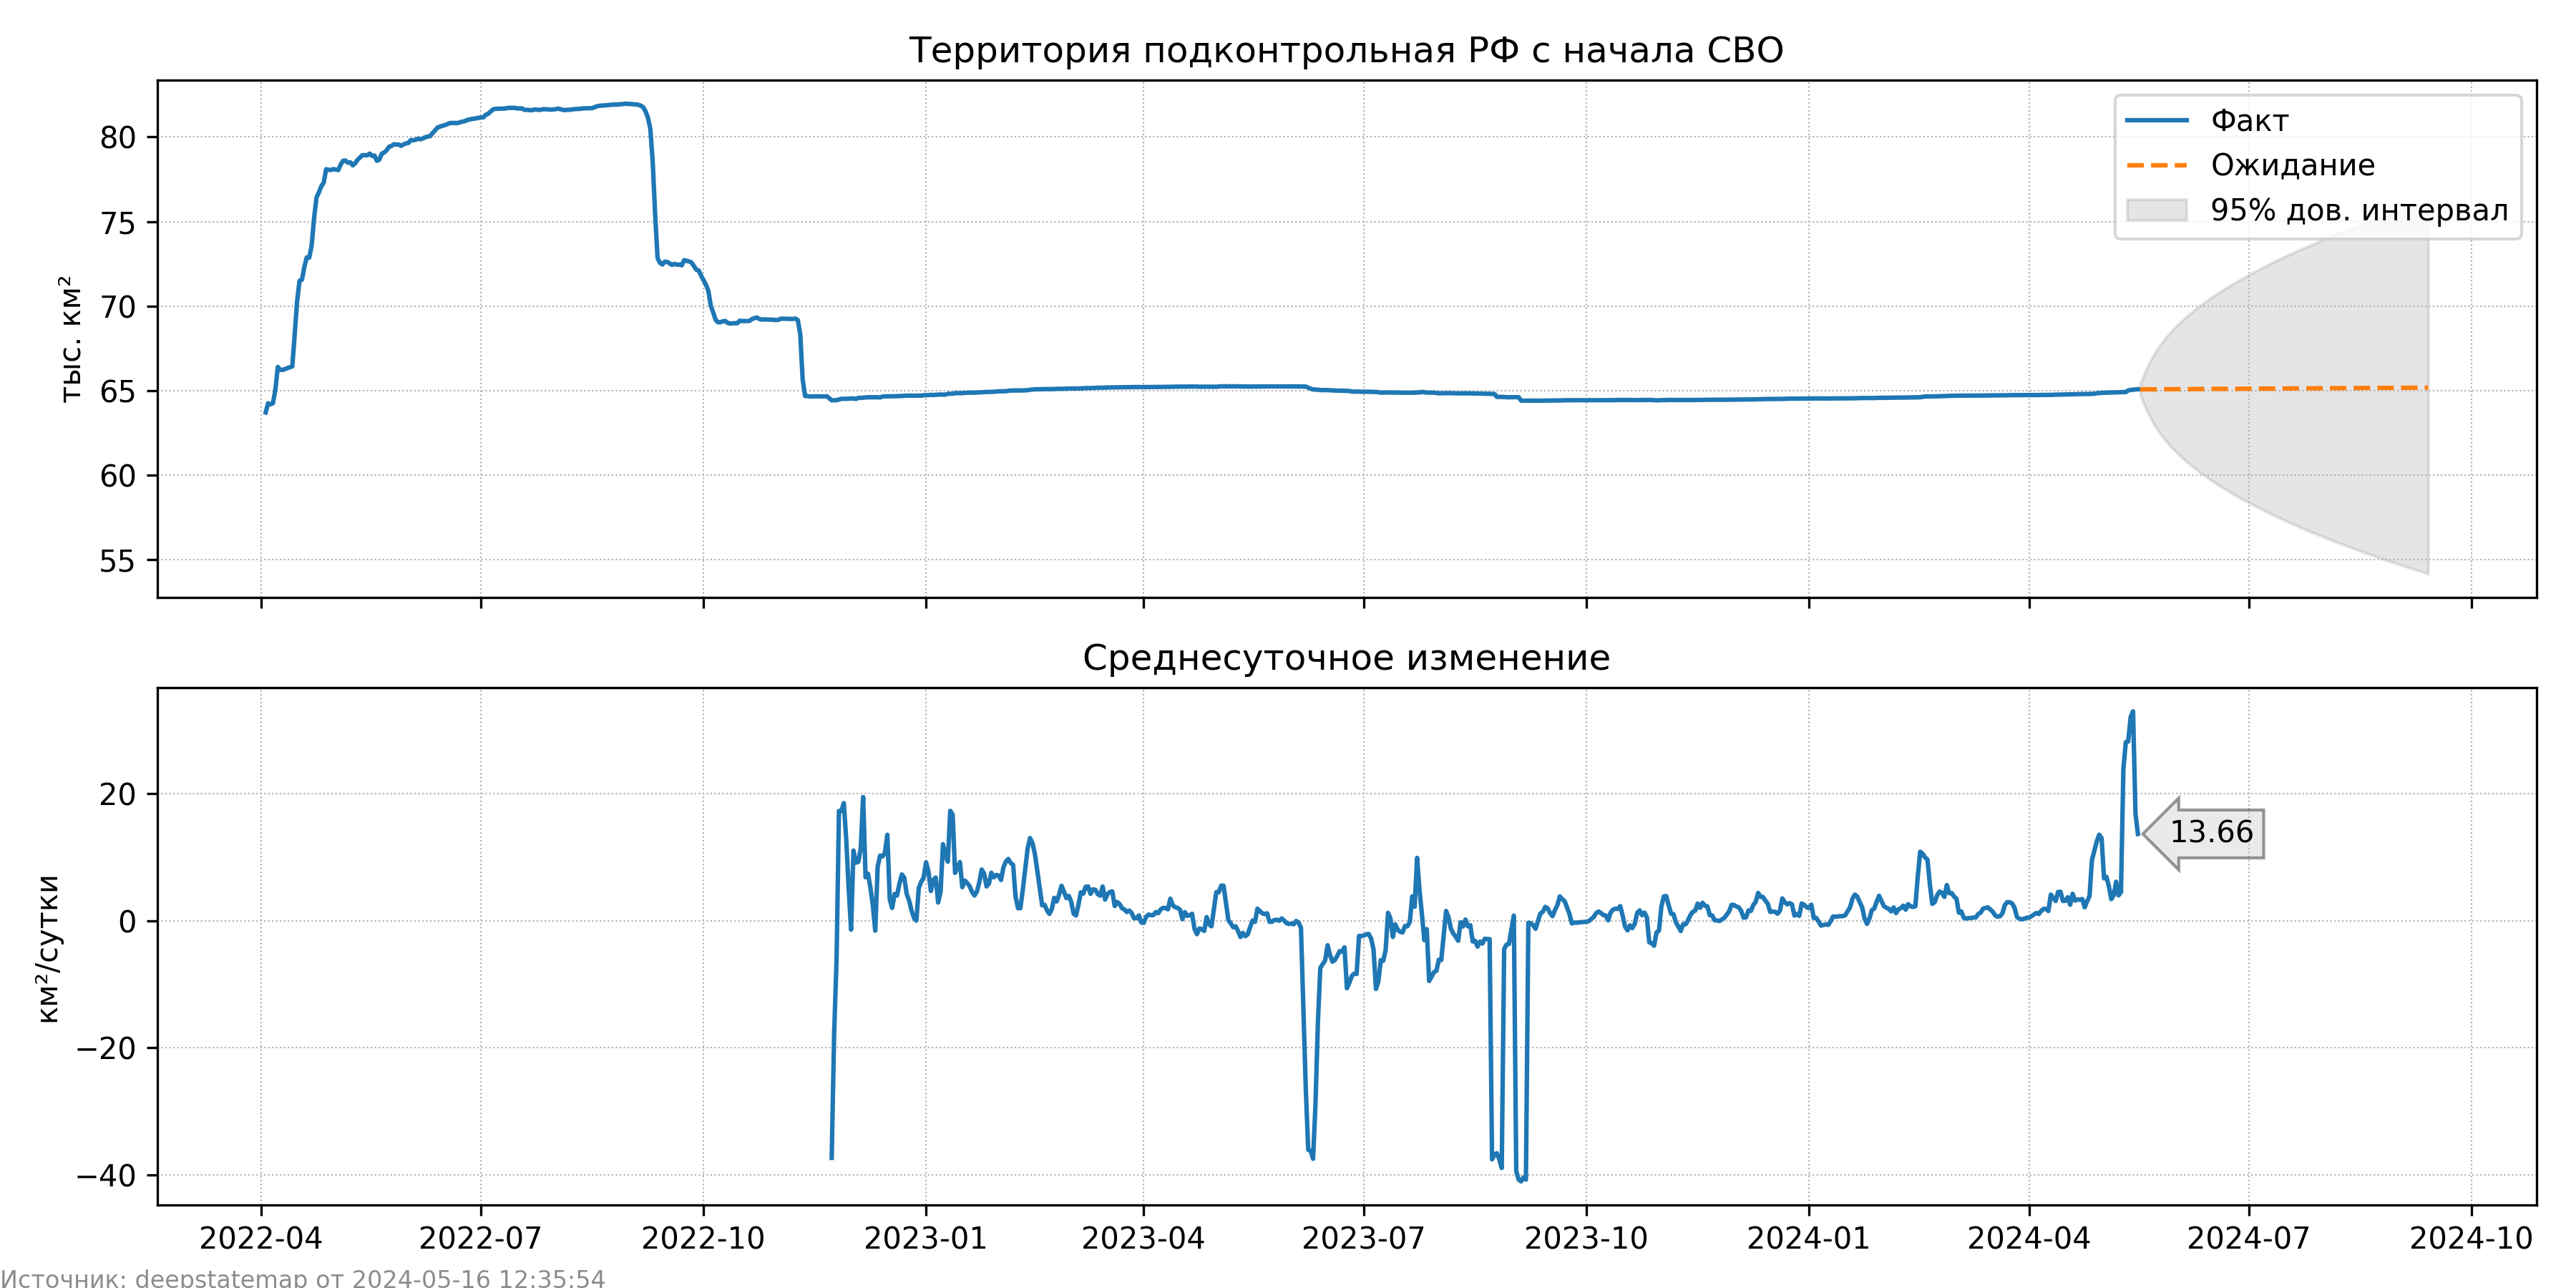 Территория подконтрольная РФ с начала СВО
тыс. км²
80
75
70
65
60
55
Факт
Ожидание
95% дов. интервал
Среднесуточное изменение
км²/сутки
20
0
−20
−40
13.66
2022-04
2022-07
2022-10
2023-01
2023-04
2023-07
2023-10
2024-01
2024-04
2024-07
2024-10
Источник: deepstatemap от 2024-05-16 12:35:54